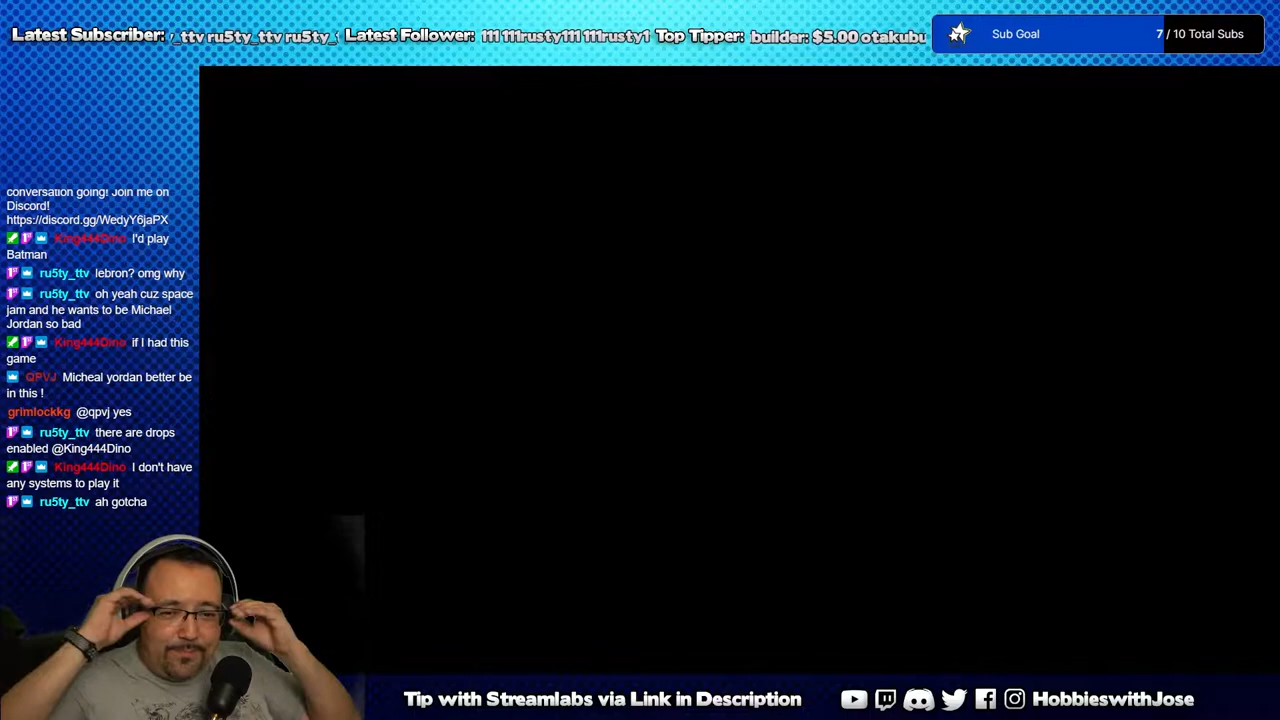 Latest Subscriber: _ttv ru5ty_ttv ru5ty_ Latest Follower: 111 111rusty111 111rusty1 Top Tipper: builder: $5.00 otakubu
Sub Goal 7 / 10 Total Subs
conversation going! Join me on
Discord!
https://discord.gg/WedyY6jaPX
King444Dino I'd play
Batman
ru5ty_ttv lebron? omg why
ru5ty_ttv oh yeah cuz space
jam and he wants to be Michael
Jordan so bad
King444Dino if I had this
game
QPVJ Micheal yordan better be
in this !
grimlockkg @qpvj yes
ru5ty_ttv there are drops
enabled @King444Dino
King444Dino I don't have
any systems to play it
ru5ty_ttv ah gotcha
Tip with Streamlabs via Link in Description HobbieswithJose